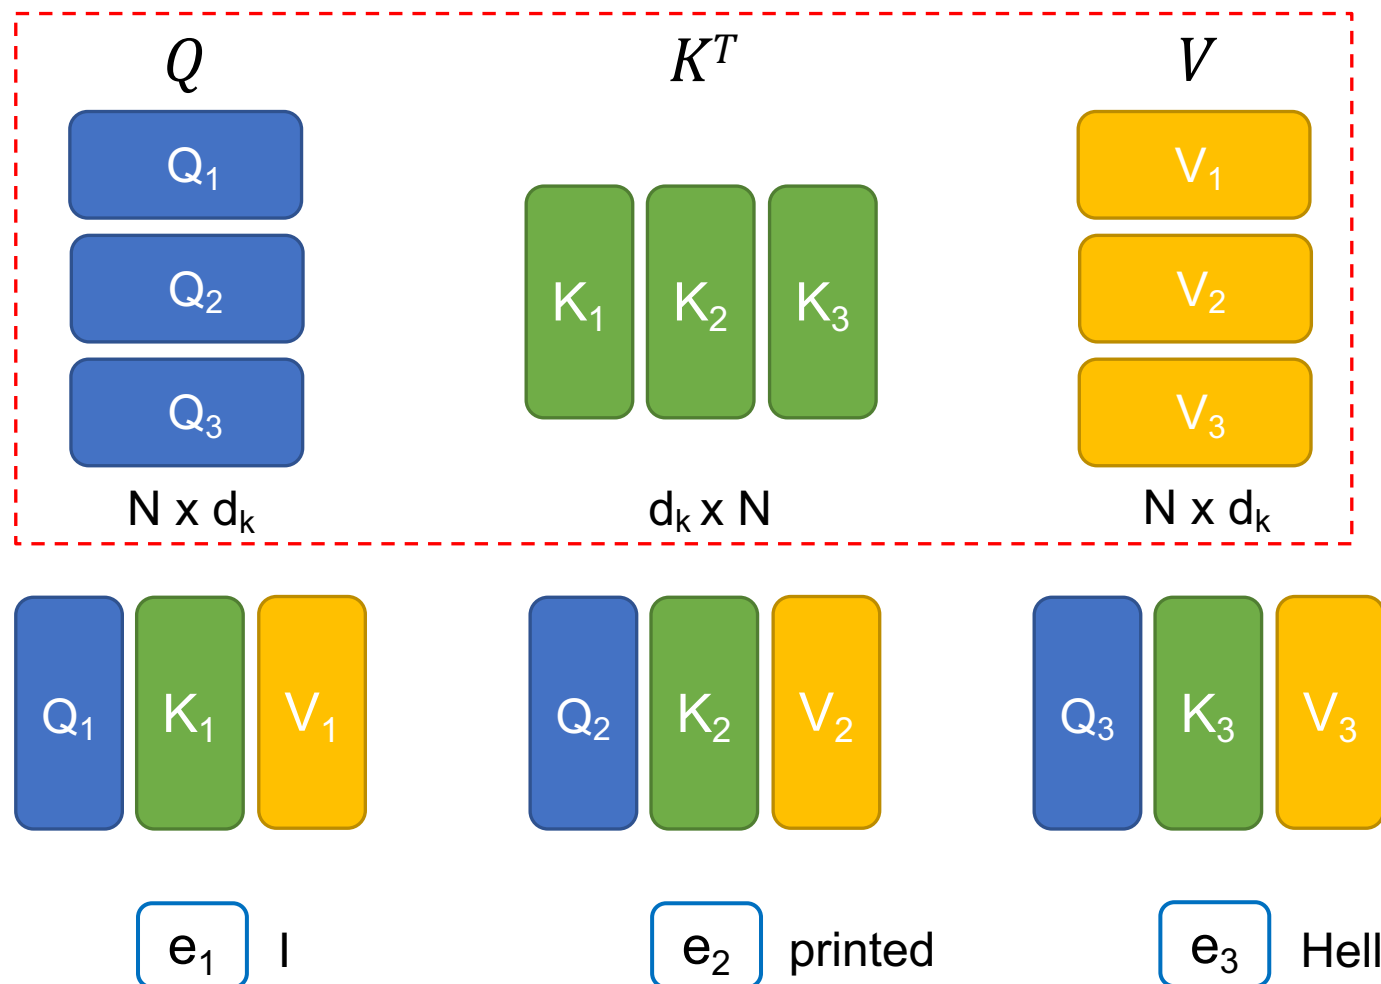 Q K^T V
Q₁ V₁
K₁ K₂ K₃
Q₂ V₂
Q₃ V₃
N x dₖ dₖ x N N x dₖ
Q₁ K₁ V₁ Q₂ K₂ V₂ Q₃ K₃ V₃
e₁ I e₂ printed e₃ Hell